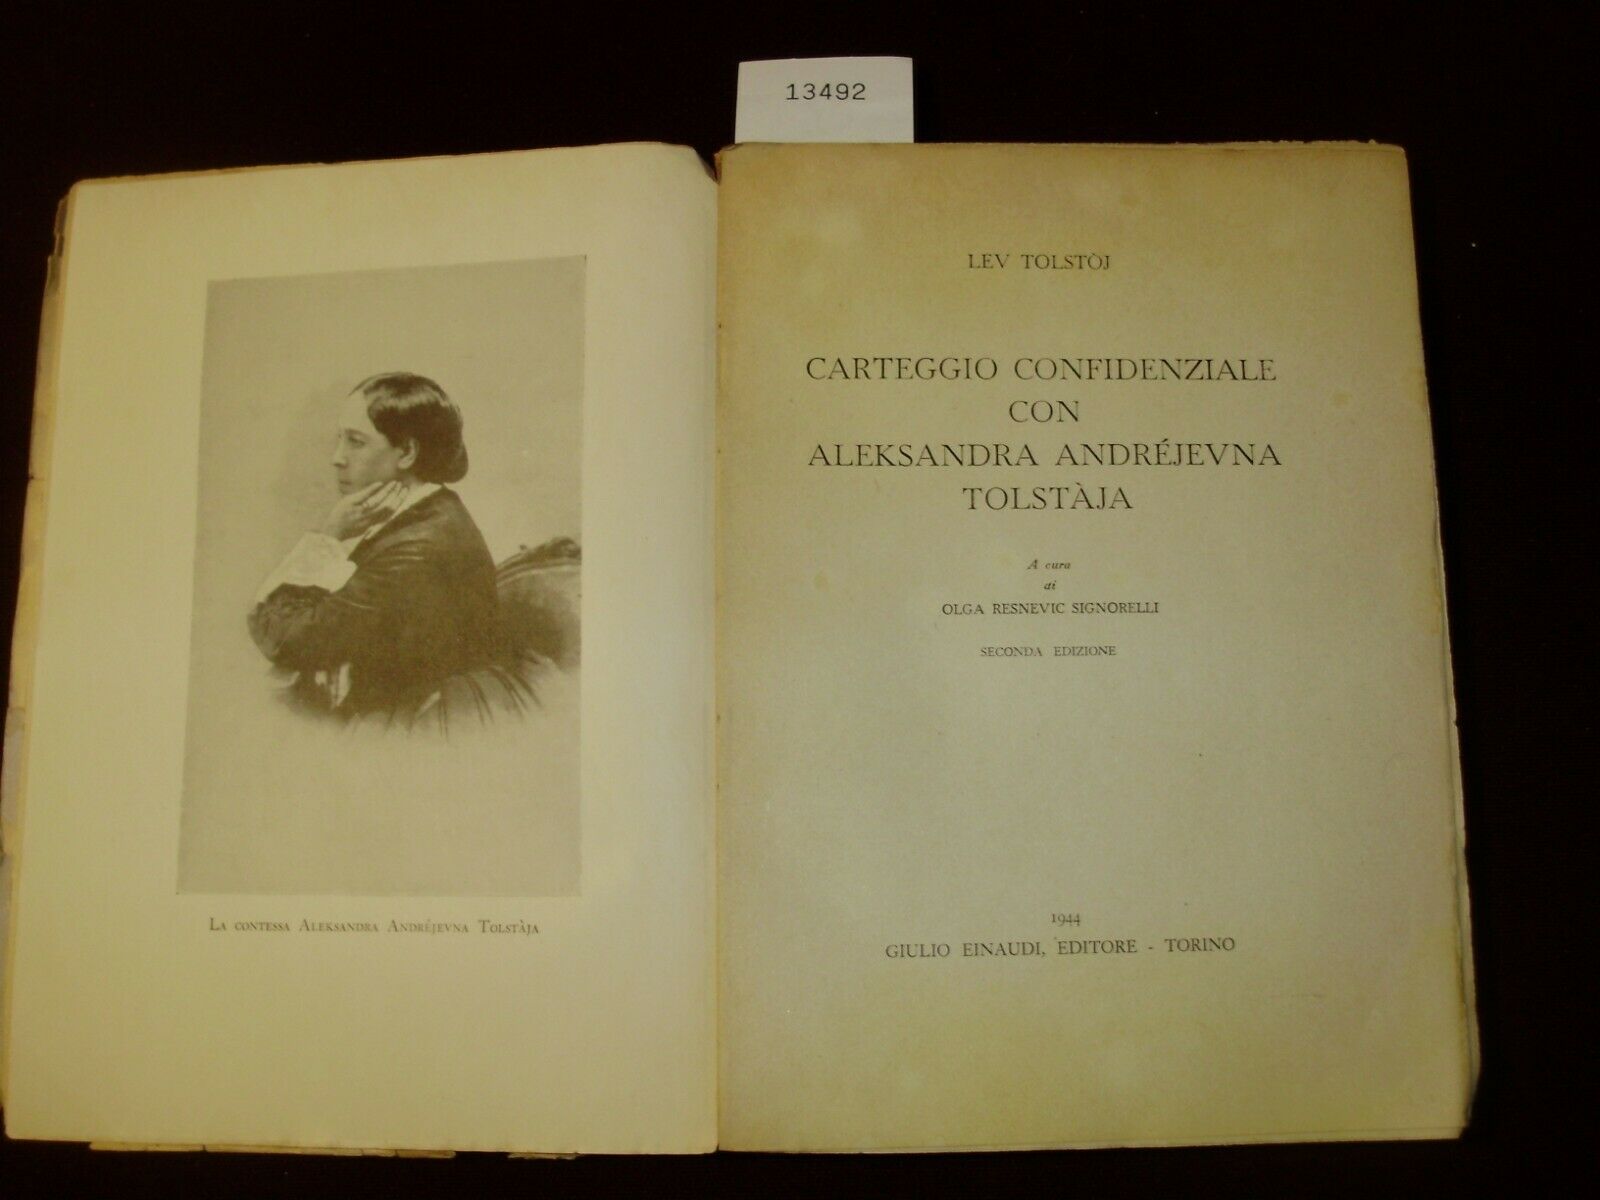 13492
LA CONTESSA ALEKSANDRA ANDRÉJEVNA TOLSTÀJA
LEV TOLSTÒJ
CARTEGGIO CONFIDENZIALE
CON
ALEKSANDRA ANDRÉJEVNA
TOLSTÀJA
A cura
di
OLGA RESNEVIC SIGNORELLI
SECONDA EDIZIONE
1944
GIULIO EINAUDI, EDITORE - TORINO